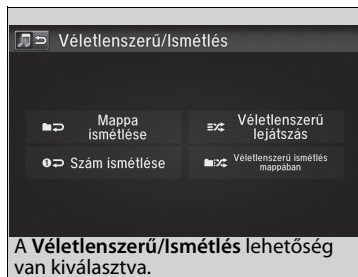 Véletlenszerű/Ismétlés
Mappa
ismétlése
Véletlenszerű
lejátszás
Szám ismétlése
Véletlenszerű ismétlés
mappában
A Véletlenszerű/Ismétlés lehetőség
van kiválasztva.